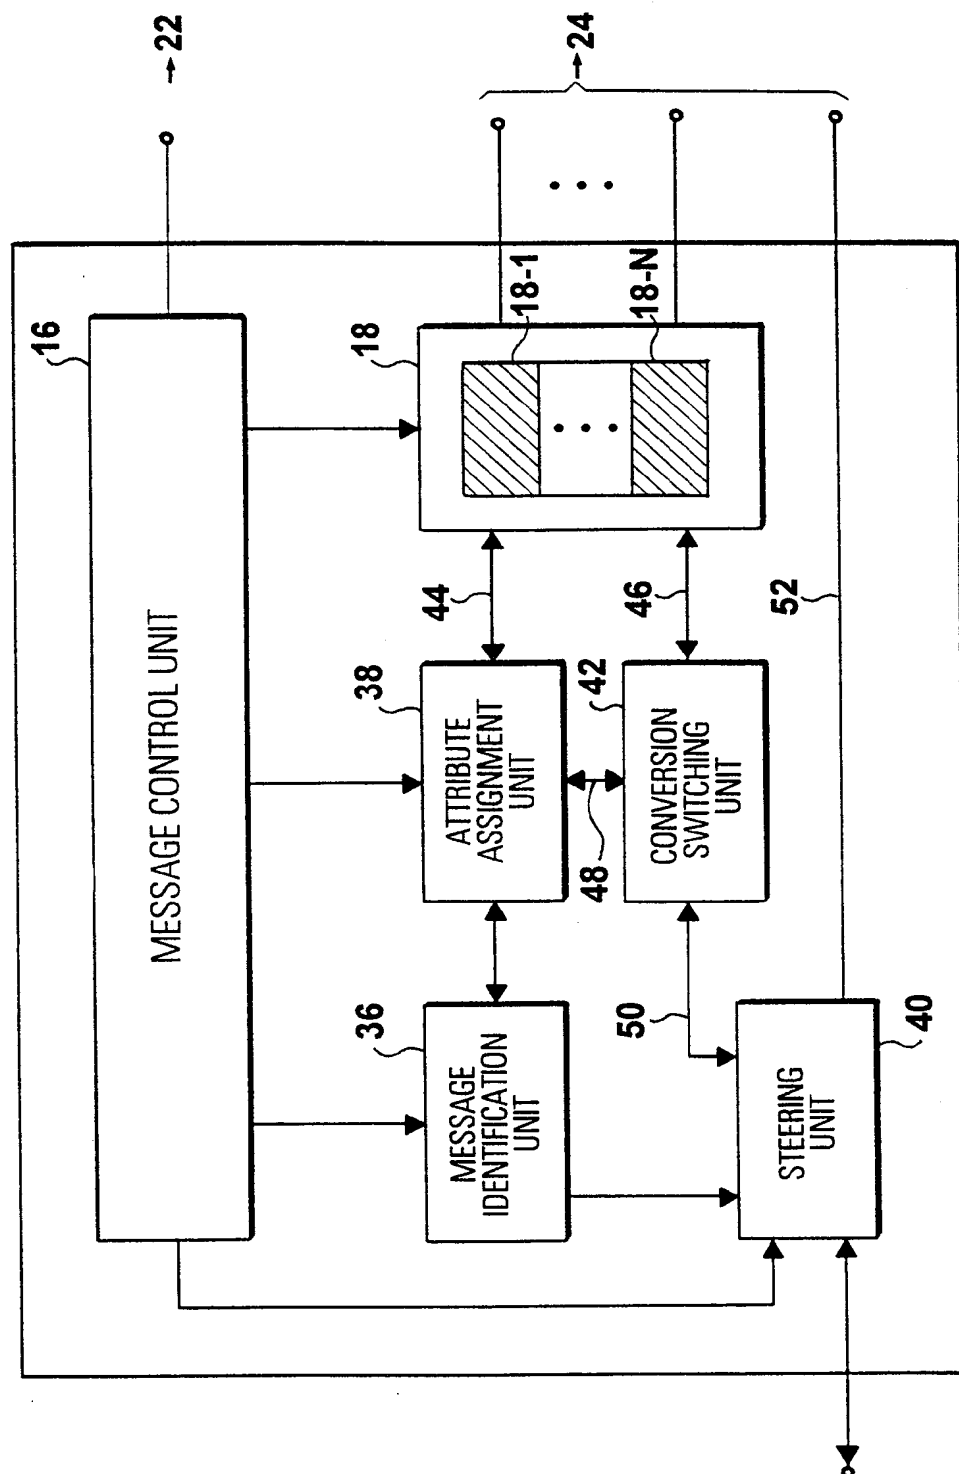 22
24
16
MESSAGE CONTROL UNIT
18
18-1
18-N
36
MESSAGE
IDENTIFICATION
UNIT
38
ATTRIBUTE
ASSIGNMENT
UNIT
44
48
42
CONVERSION
SWITCHING
UNIT
46
50
STEERING
UNIT
40
52